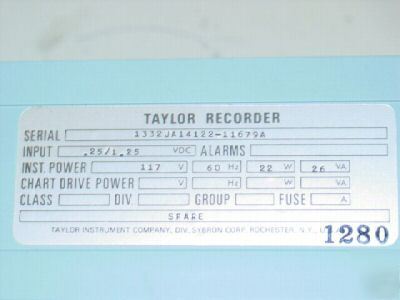 TAYLOR RECORDER
SERIAL 1332JA14122-11679A
INPUT .25/1.25 VDC ALARMS
INST. POWER 117 V 60 Hz 22 W 26 VA
CHART DRIVE POWER V Hz W VA
CLASS DIV GROUP FUSE A
SPARE
TAYLOR INSTRUMENT COMPANY, DIV. SYBRON CORP. ROCHESTER, N.Y.,
1280